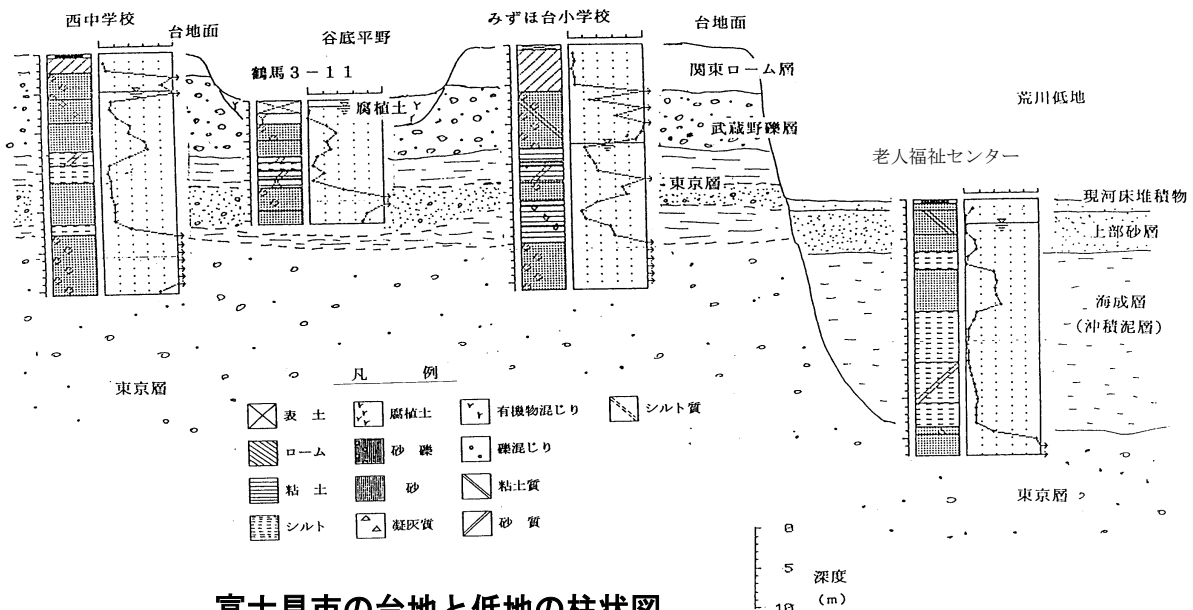 西中学校
台地面
谷底平野
みずほ台小学校
台地面
鶴馬3-11
腐植土
関東ローム層
武蔵野礫層
東京層
荒川低地
老人福祉センター
現河床堆積物
上部砂層
海成層
(沖積泥層)
東京層
東京層
凡 例
表 土
腐植土
有機物混じり
シルト質
ローム
砂 礫
礫混じり
粘 土
砂
粘土質
シルト
凝灰質
砂 質
0
5
10
深度
(m)
富士見市の台地と低地の柱状図